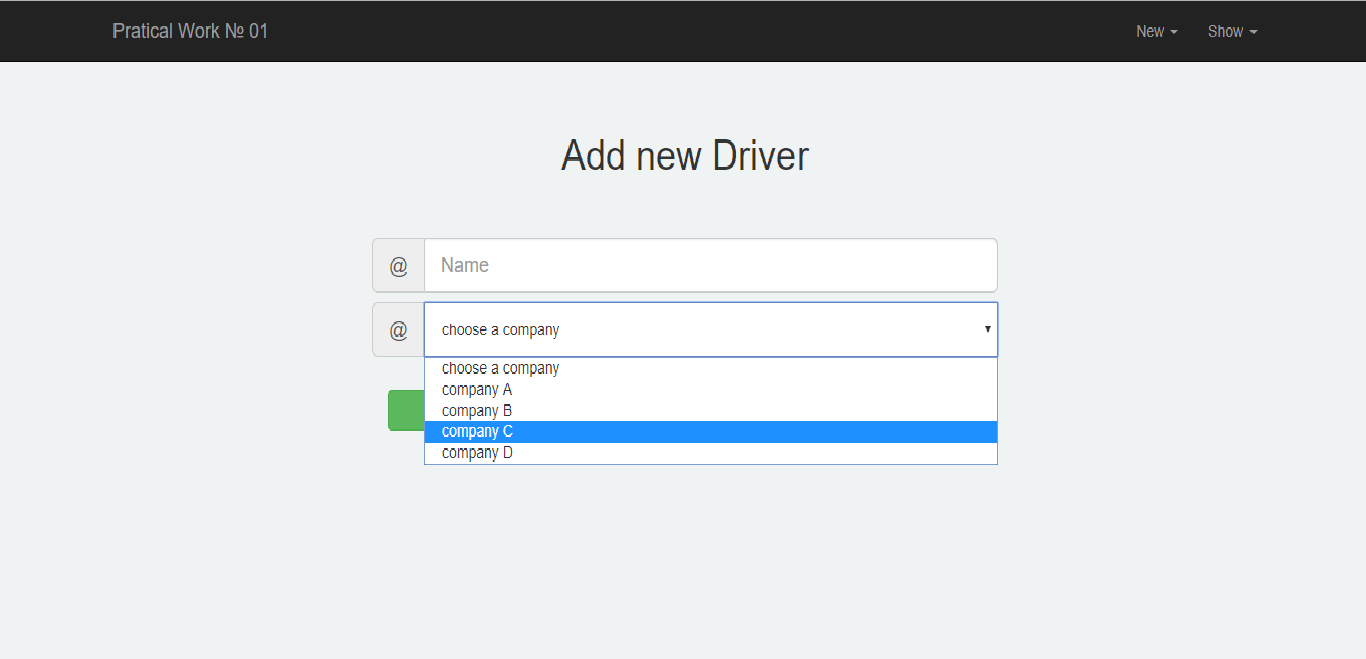 Pratical Work № 01
New
Show
Add new Driver
@
Name
@
choose a company
choose a company
company A
company B
company C
company D